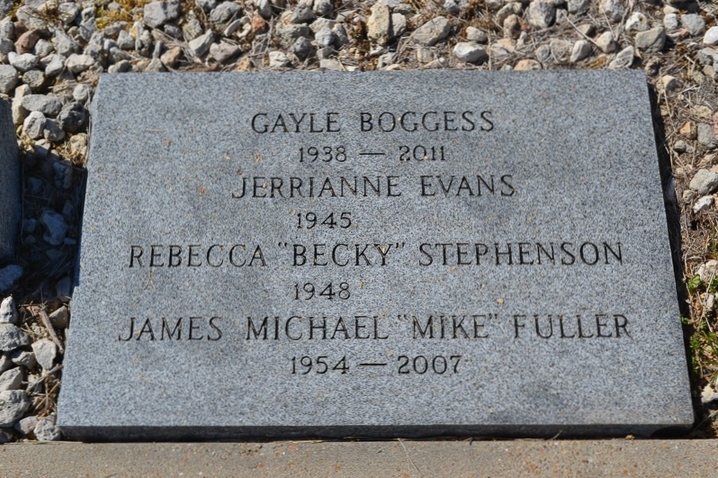 GAYLE BOGGESS
1938 — 2011
JERRIANNE EVANS
1945
REBECCA "BECKY" STEPHENSON
1948
JAMES MICHAEL "MIKE" FULLER
1954 — 2007